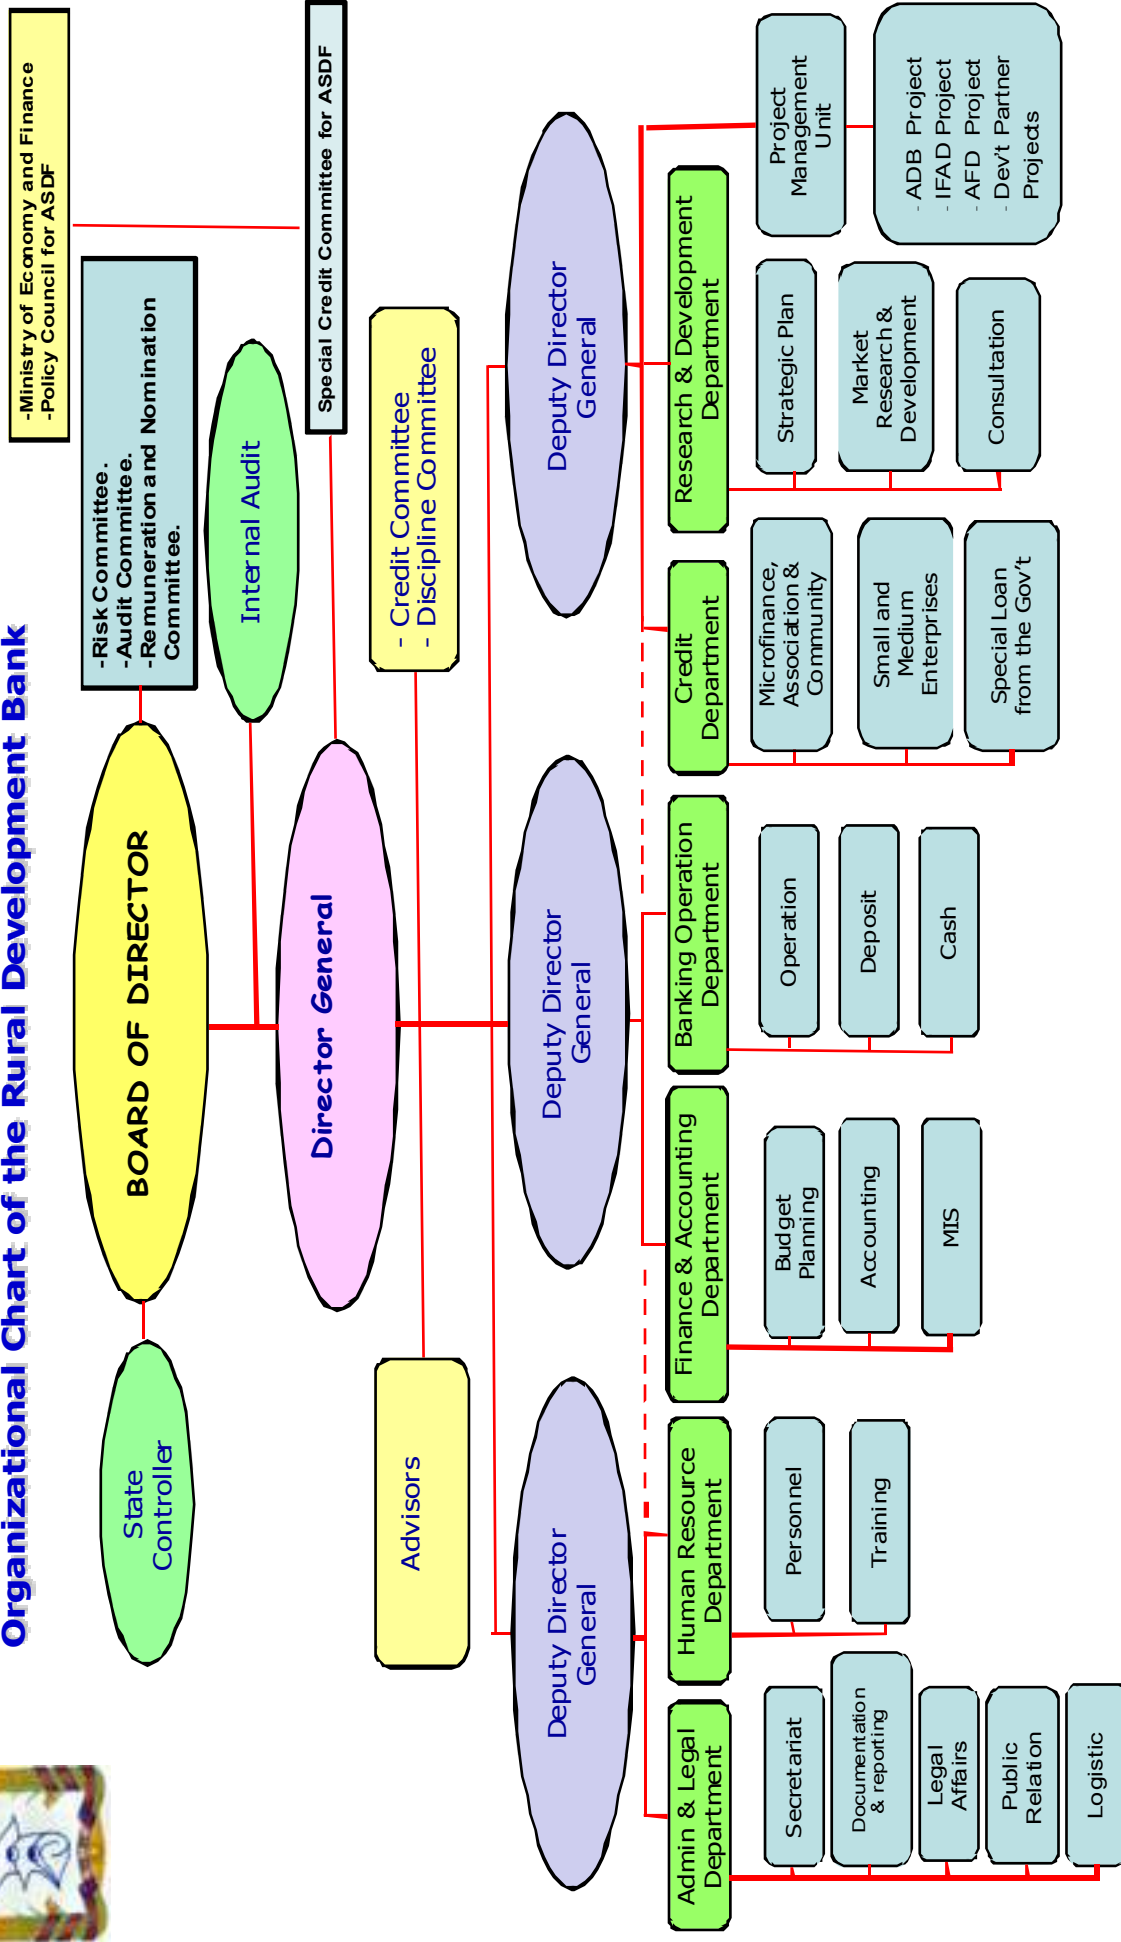 Organizational Chart of the Rural Development Bank
-Ministry of Economy and Finance
-Policy Council for ASDF
State
Controller
BOARD OF DIRECTOR
-Risk Committee.
-Audit Committee.
-Remuneration and Nomination
Committee.
Internal Audit
Director General
Special Credit Committee for ASDF
Advisors
- Credit Committee
- Discipline Committee
Deputy Director
General
Deputy Director
General
Deputy Director
General
Admin & Legal
Department
Human Resource
Department
Finance & Accounting
Department
Banking Operation
Department
Credit
Department
Research & Development
Department
Secretariat
Documentation
& reporting
Legal
Affairs
Public
Relation
Logistic
Personnel
Training
Budget
Planning
Accounting
MIS
Operation
Deposit
Cash
Microfinance,
Association &
Community
Small and
Medium
Enterprises
Special Loan
from the Gov't
Strategic Plan
Market
Research &
Development
Consultation
Project
Management
Unit
- ADB Project
- IFAD Project
- AFD Project
- Dev't Partner
Projects